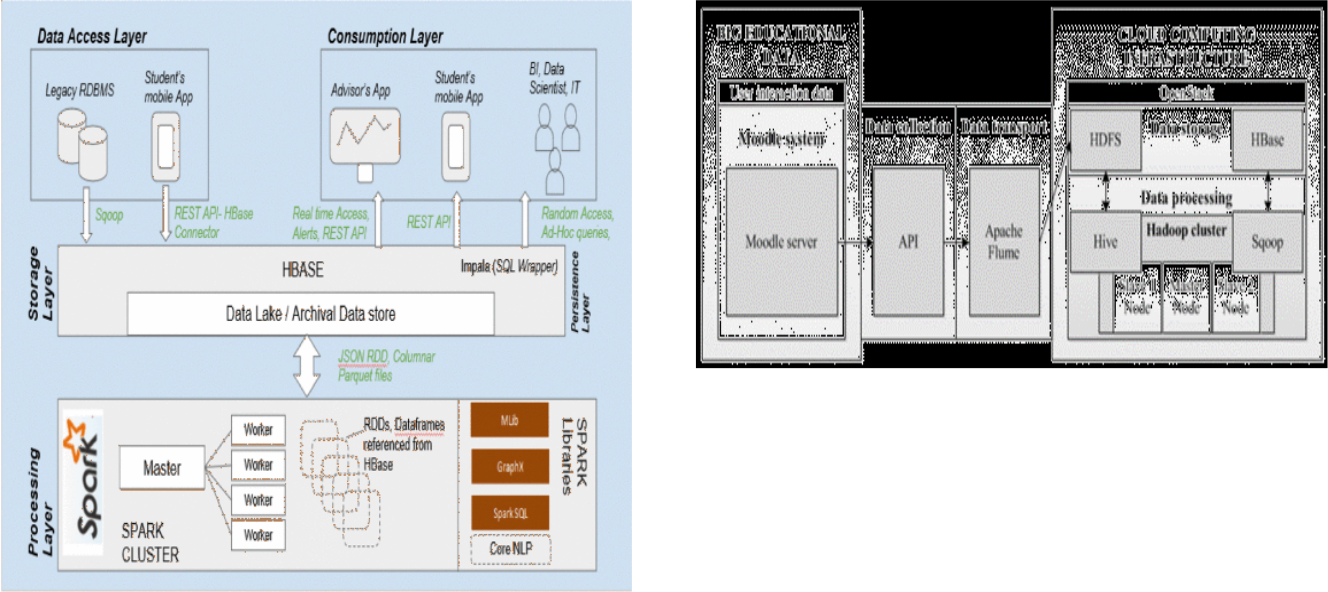 Data Access Layer
Consumption Layer
Legacy RDBMS
Student's
mobile App
Advisor's App
Student's
mobile App
BI, Data
Scientist, IT
Sqoop
REST API- HBase
Connector
Real time Access,
Alerts, REST API
REST API
Random Access,
Ad-Hoc queries,
Storage
Layer
HBASE
Impala (SQL Wrapper)
Persistence
Layer
Data Lake / Archival Data store
JSON RDD, Columnar
Parquet files
Processing
Layer
Spark
Master
Worker
Worker
Worker
Worker
SPARK
CLUSTER
RDDs, Dataframes
referenced from
HBase
MLib
GraphX
Spark SQL
Core NLP
SPARK
Libraries
BIG EDUCATIONAL
DATA
User interaction data
Moodle system
Moodle server
Data collection
API
Data transport
Apache
Flume
CLOUD COMPUTING
INFRASTRUCTURE
OpenStack
HDFS
Data storage
HBase
Data processing
Hive
Hadoop cluster
Sqoop
Node
Master
Node
Node